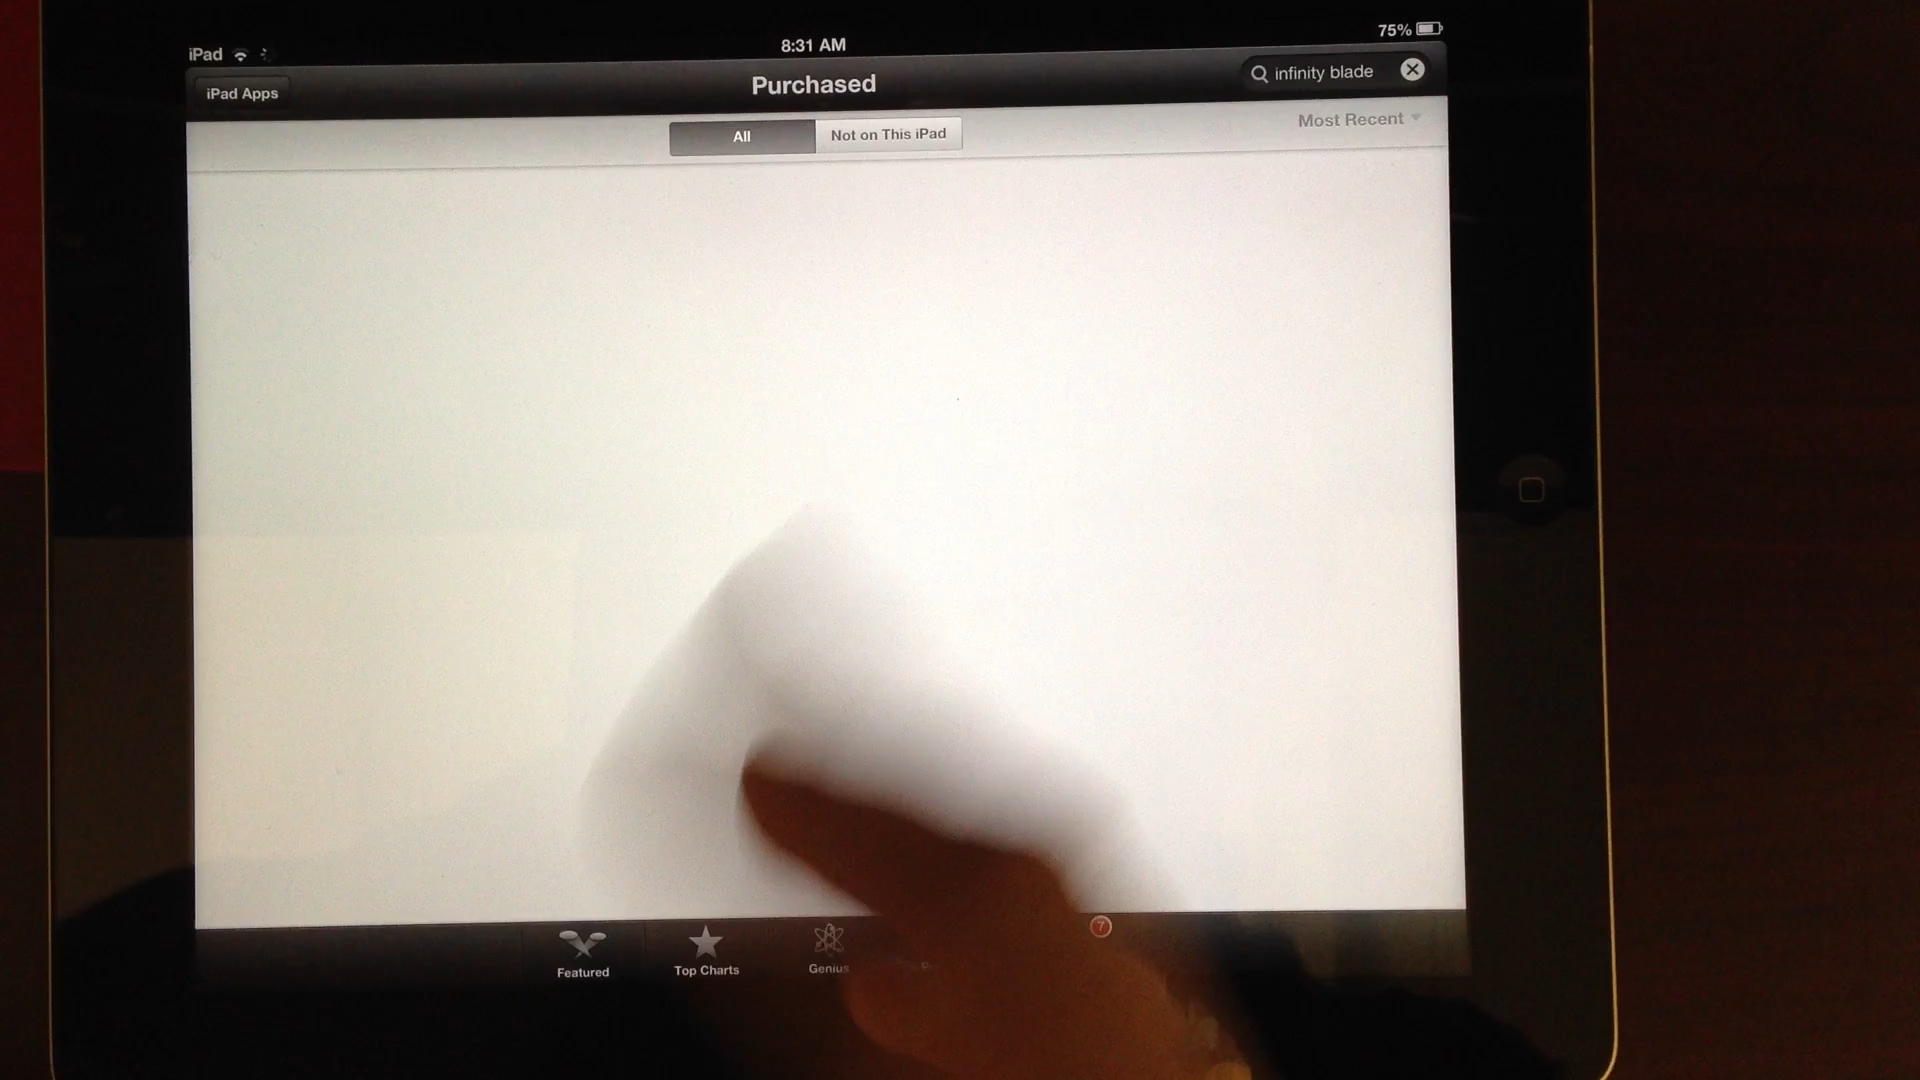 iPad
8:31 AM
75%
iPad Apps
Purchased
infinity blade
All
Not on This iPad
Most Recent
Featured
Top Charts
Genius
7